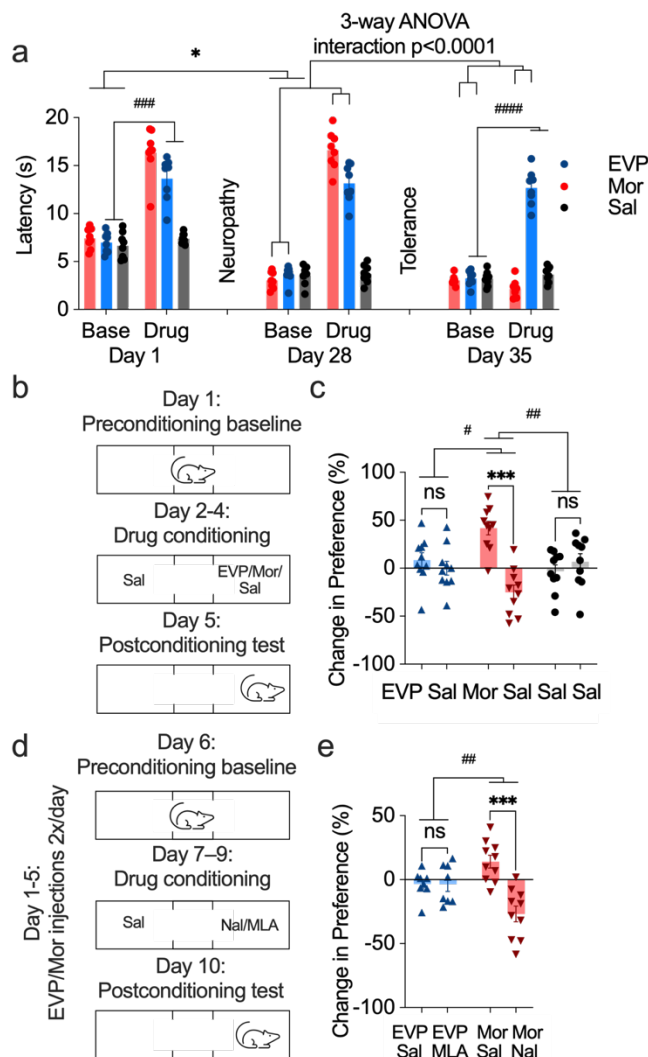 a
3-way ANOVA
interaction p<0.0001
*
###
####
Latency (s)
20
15
10
5
0
Neuropathy
Tolerance
EVP
Mor
Sal
Base Drug Base Drug Base Drug
Day 1 Day 28 Day 35
b
Day 1:
Preconditioning baseline
Day 2-4:
Drug conditioning
Sal
EVP/Mor/
Sal
Day 5:
Postconditioning test
c
Change in Preference (%)
100
50
0
-50
-100
#
##
ns
***
ns
EVP Sal Mor Sal Sal Sal
d
Day 1-5:
EVP/Mor injections 2x/day
Day 6:
Preconditioning baseline
Day 7–9:
Drug conditioning
Sal
Nal/MLA
Day 10:
Postconditioning test
e
Change in Preference (%)
50
0
-50
-100
##
ns
***
EVP EVP Mor Mor
Sal MLA Sal Nal